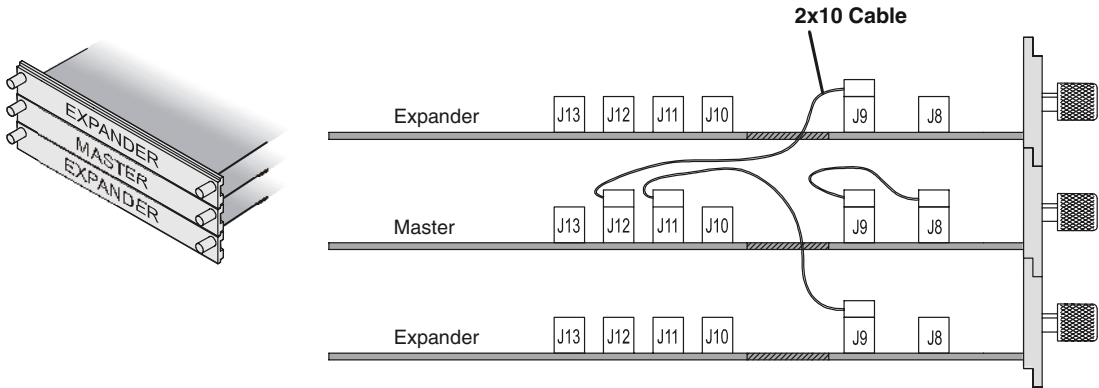 2x10 Cable
EXPANDER
MASTER
EXPANDER
Expander J13 J12 J11 J10 J9 J8
Master J13 J12 J11 J10 J9 J8
Expander J13 J12 J11 J10 J9 J8